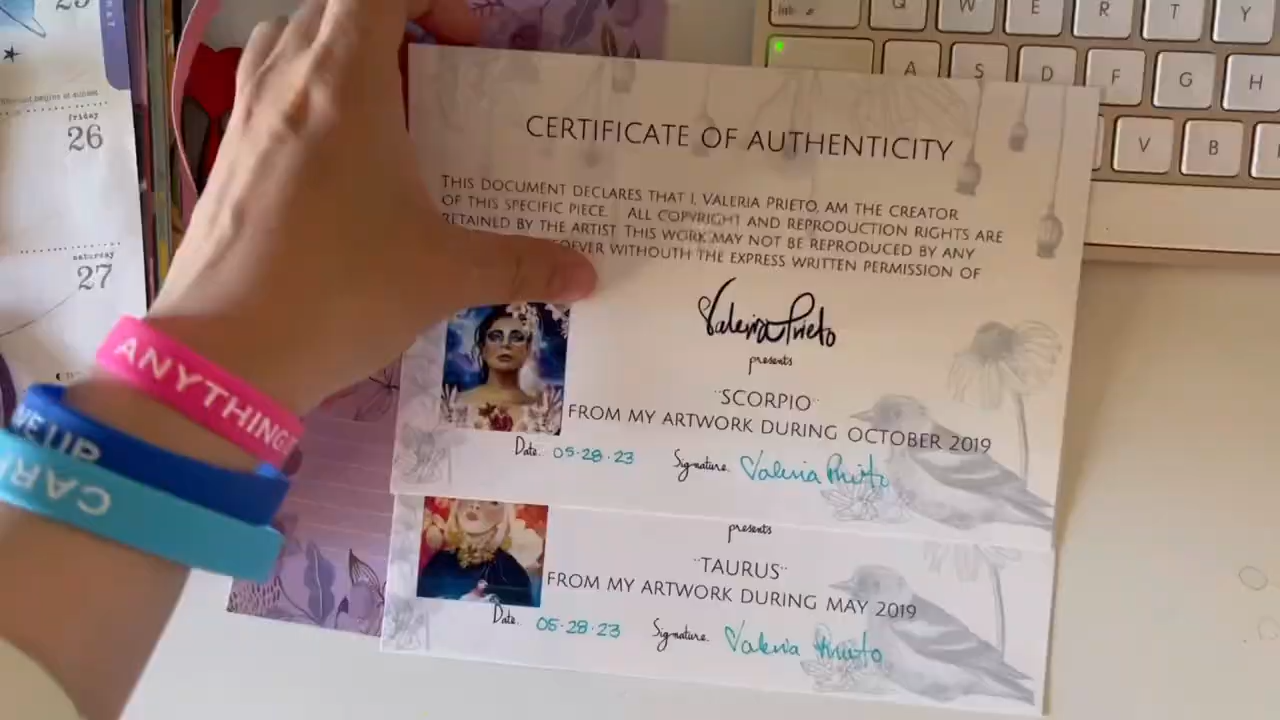 friday
26
saturday
27
Q W E R T Y
A S D F G H
V B
CERTIFICATE OF AUTHENTICITY
THIS DOCUMENT DECLARES THAT I, VALERIA PRIETO, AM THE CREATOR
OF THIS SPECIFIC PIECE. ALL COPYRIGHT AND REPRODUCTION RIGHTS ARE
RETAINED BY THE ARTIST THIS WORK MAY NOT BE REPRODUCED BY ANY
WITHOUTH THE EXPRESS WRITTEN PERMISSION OF
Valeria Prieto
presents
¨SCORPIO¨
FROM MY ARTWORK DURING OCTOBER 2019
Date: 05·28·23 Signature: Valeria Prieto
presents
¨TAURUS¨
FROM MY ARTWORK DURING MAY 2019
Date: 05·28·23 Signature: Valeria Prieto
ANYTHING